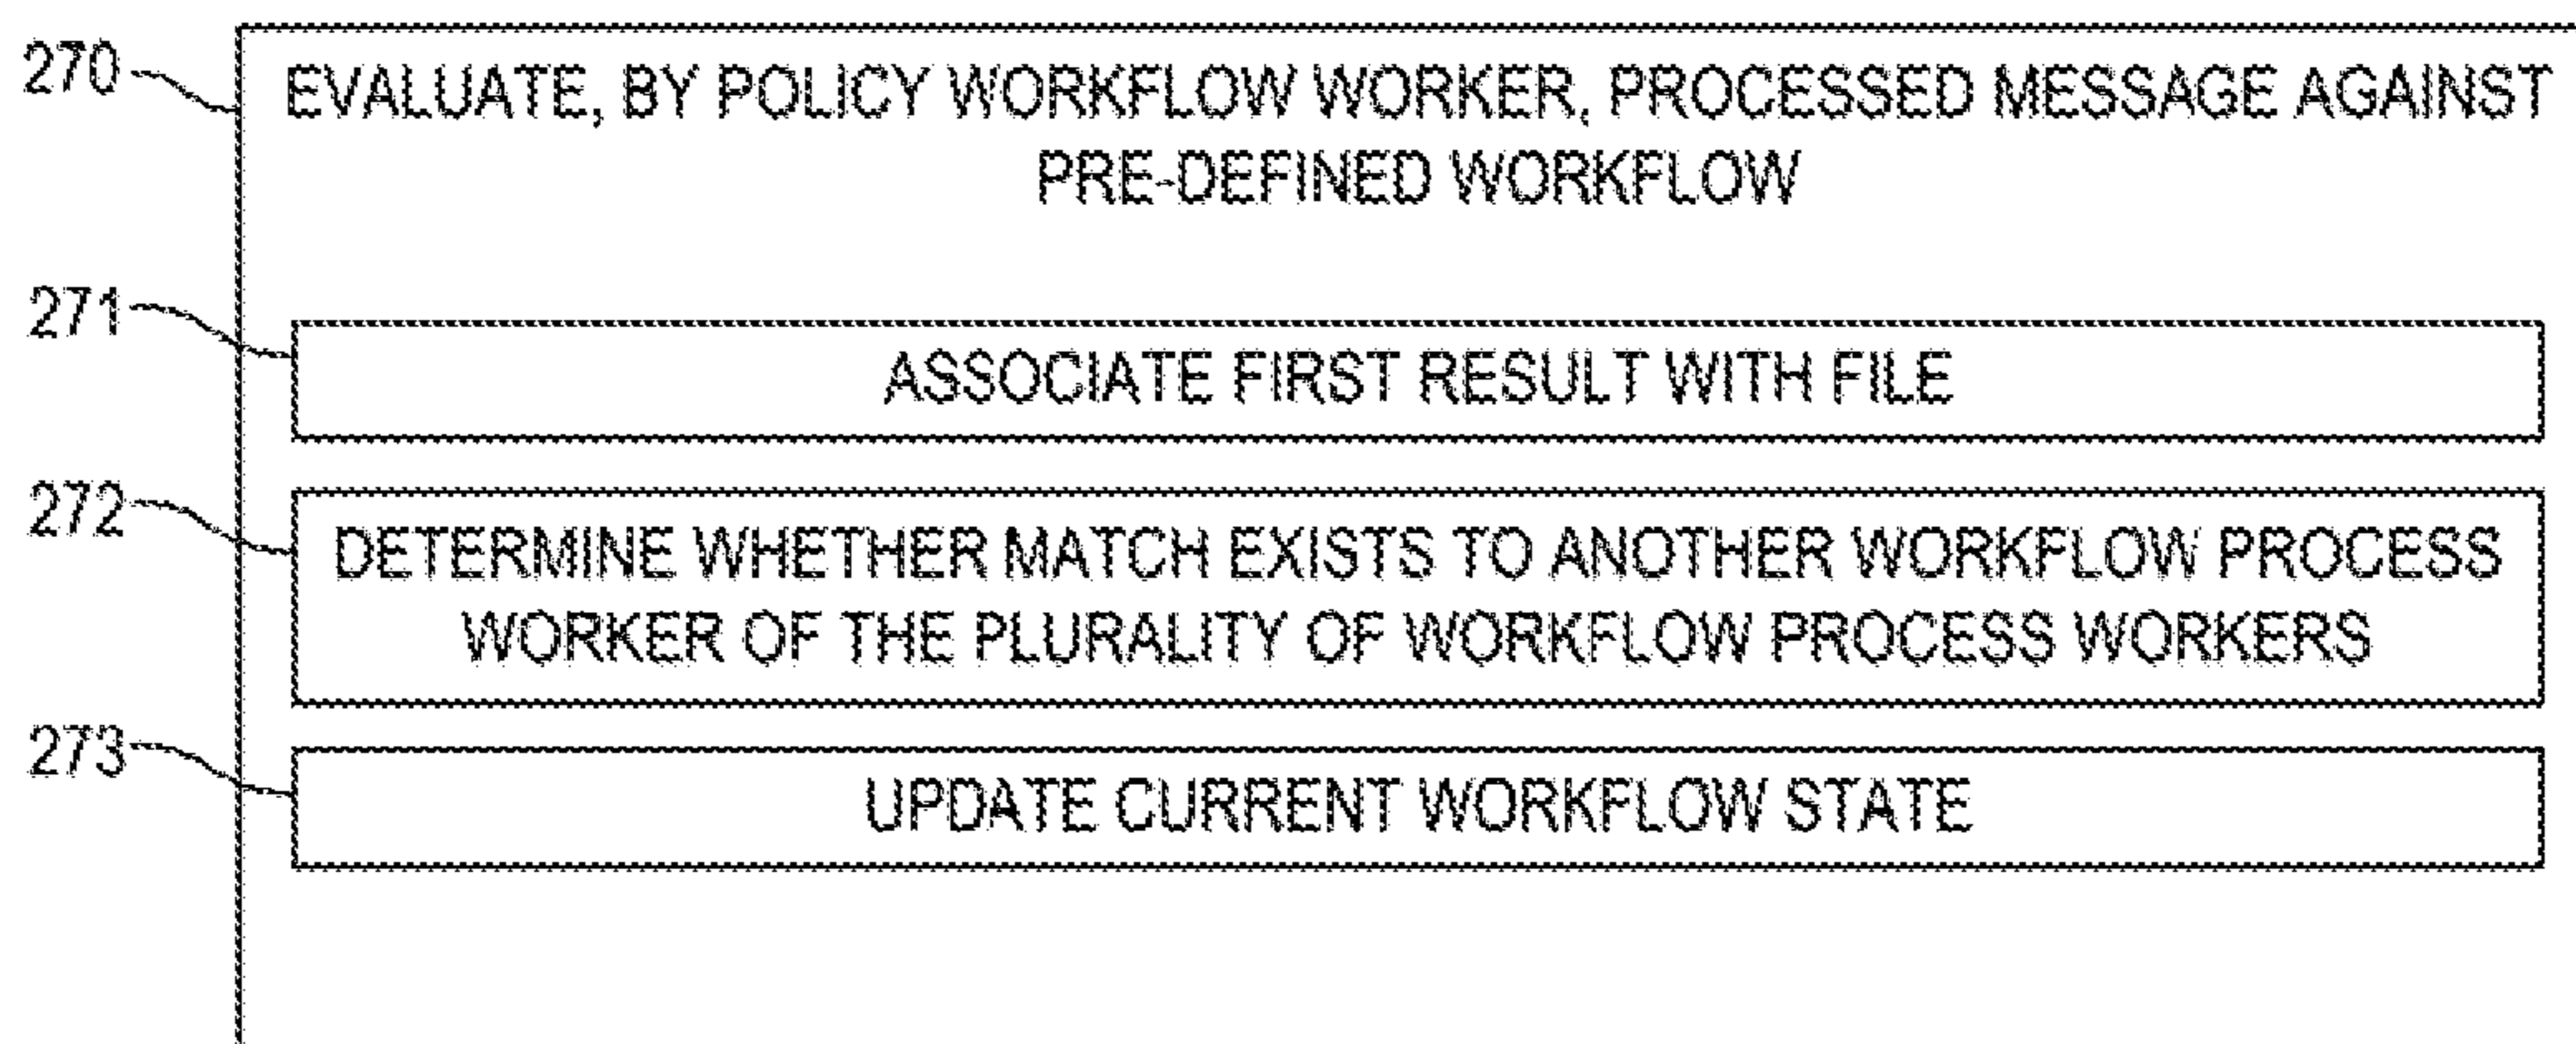 270
EVALUATE, BY POLICY WORKFLOW WORKER, PROCESSED MESSAGE AGAINST
PRE-DEFINED WORKFLOW
271
ASSOCIATE FIRST RESULT WITH FILE
272
DETERMINE WHETHER MATCH EXISTS TO ANOTHER WORKFLOW PROCESS
WORKER OF THE PLURALITY OF WORKFLOW PROCESS WORKERS
273
UPDATE CURRENT WORKFLOW STATE